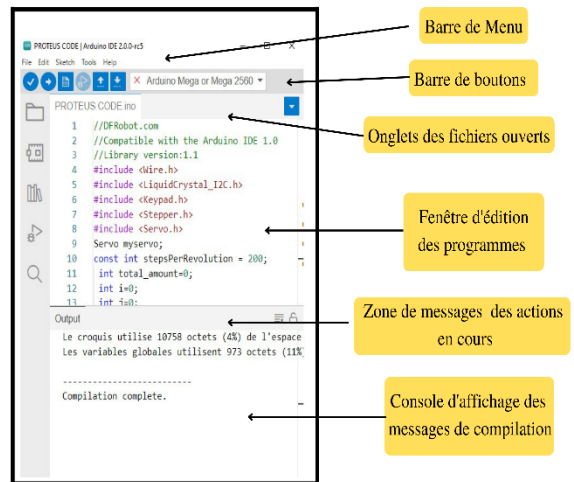 PROTEUS CODE | Arduino IDE 2.0.0-rc5
File Edit Sketch Tools Help
Arduino Mega or Mega 2560
PROTEUS CODE.ino
1 //DFRobot.com
2 //Compatible with the Arduino IDE 1.0
3 //Library version:1.1
4 #include <Wire.h>
5 #include <LiquidCrystal_I2C.h>
6 #include <Keypad.h>
7 #include <Stepper.h>
8 #include <Servo.h>
9 Servo myservo;
10 const int stepsPerRevolution = 200;
11 int total_amount=0;
12 int i=0;
13 int j=0;
Output
Le croquis utilise 10758 octets (4%) de l'espace
Les variables globales utilisent 973 octets (11%)
-------------------------
Compilation complete.
Barre de Menu
Barre de boutons
Onglets des fichiers ouverts
Fenêtre d'édition
des programmes
Zone de messages des actions
en cours
Console d'affichage des
messages de compilation